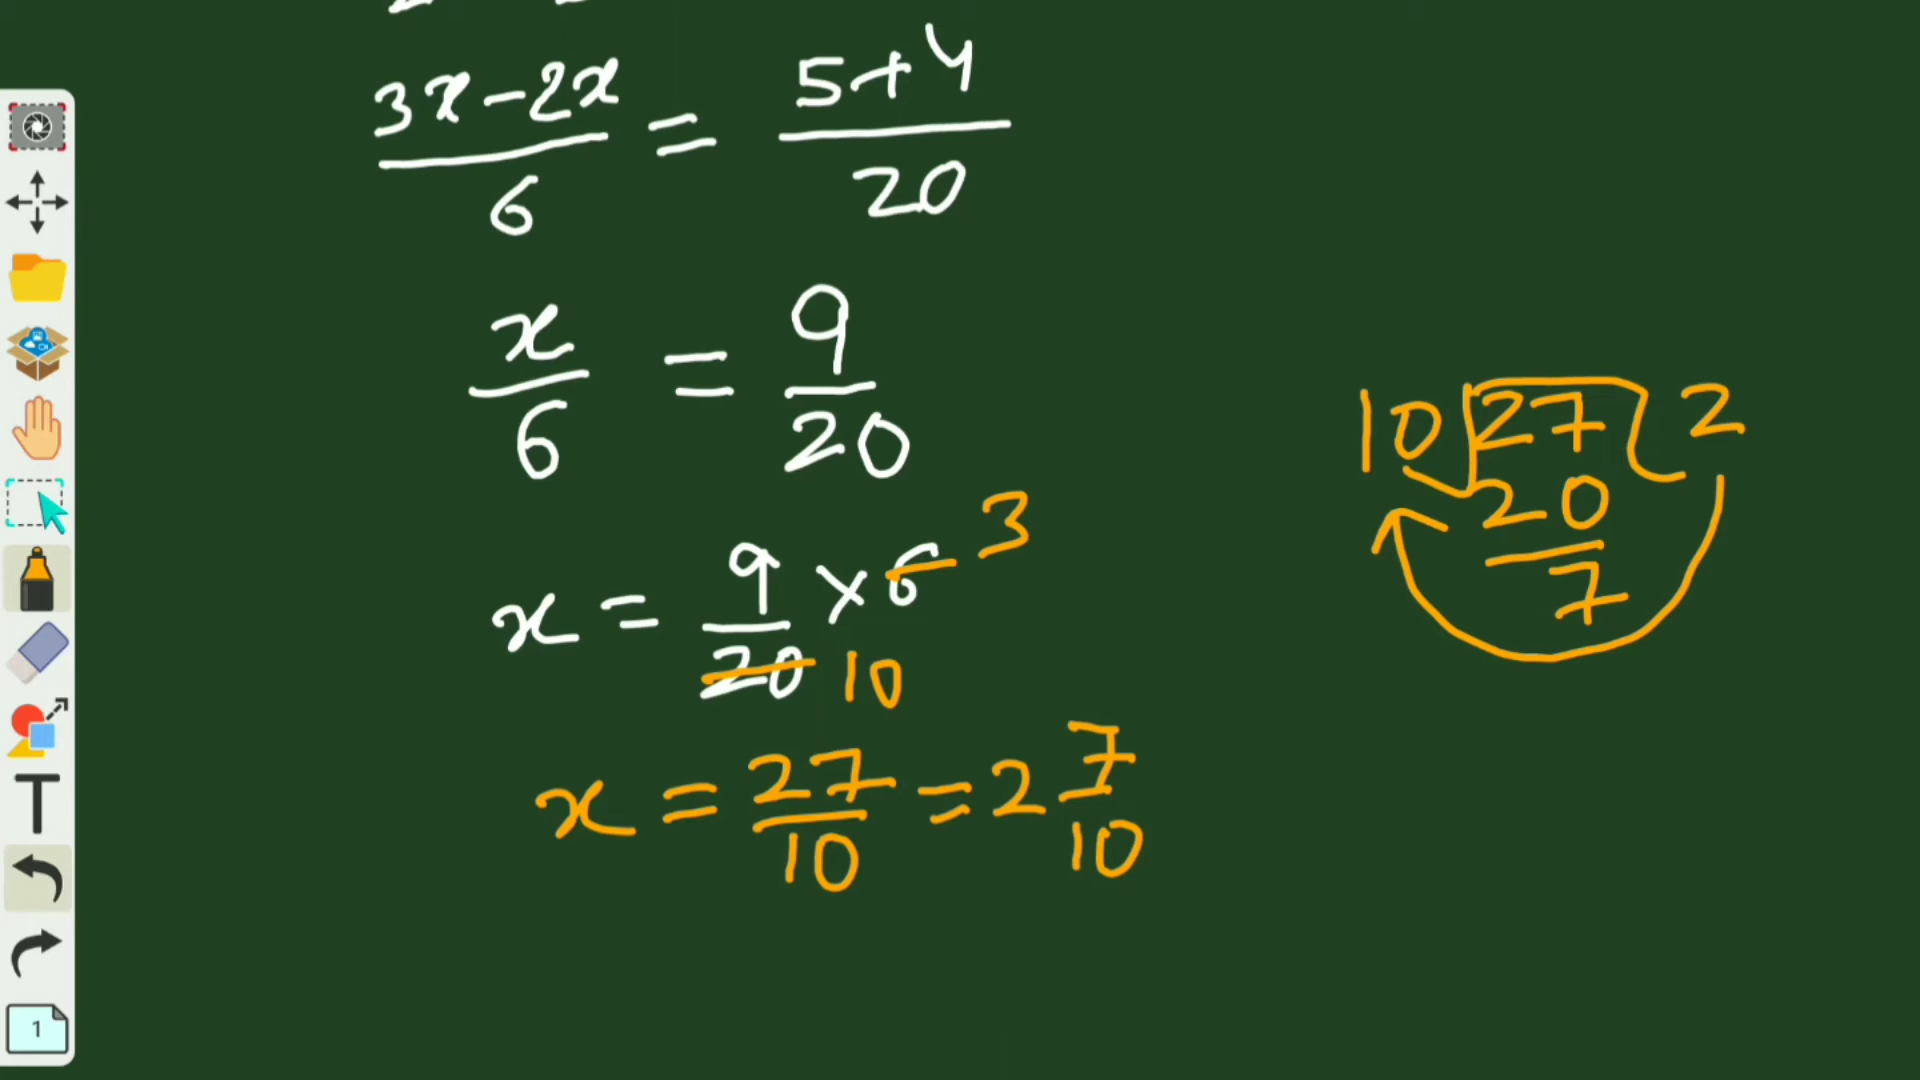 3x-2x/6 = 5+4/20
x/6 = 9/20
x = 9/20 × 6 3
10
x = 27/10 = 2 7/10
10 27 2
20
7
T
1